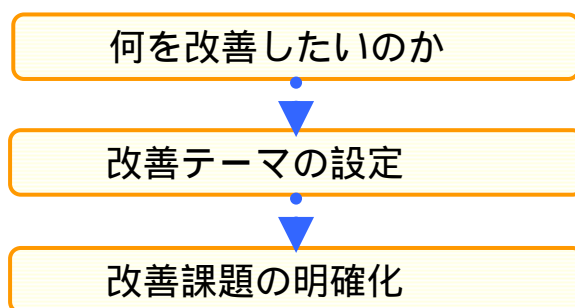 何を改善したいのか
改善テーマの設定
改善課題の明確化